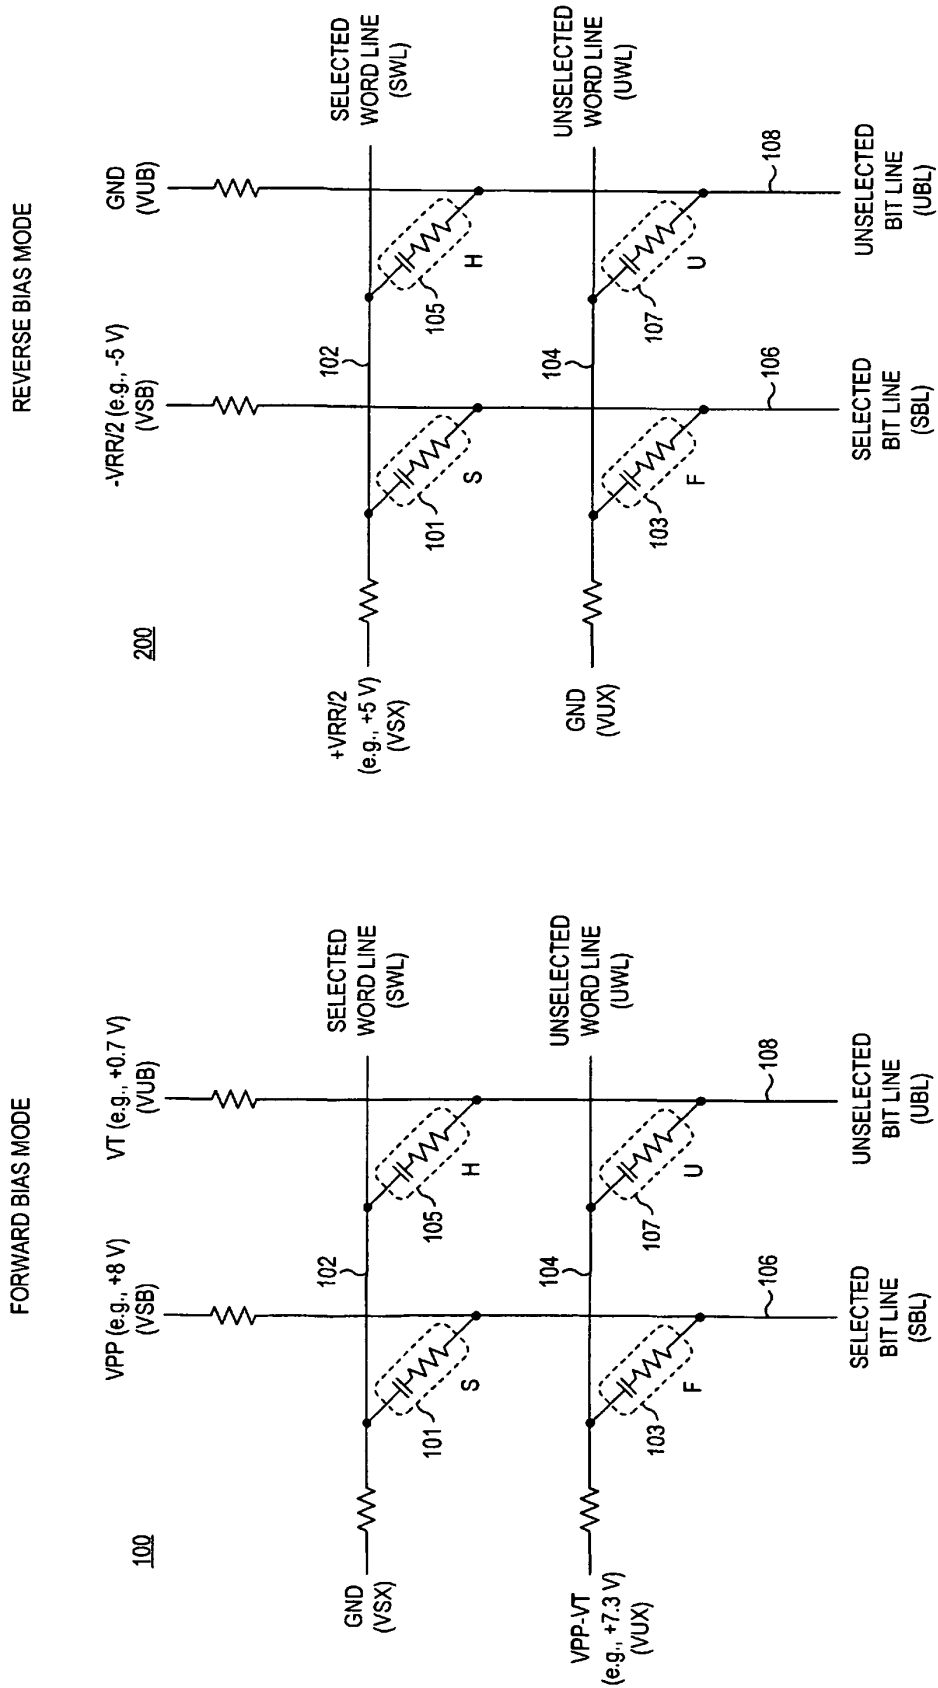 FORWARD BIAS MODE
100
VPP (e.g., +8 V)
(VSB)
VT (e.g., +0.7 V)
(VUB)
GND
(VSX)
102
SELECTED
WORD LINE
(SWL)
101
S
105
H
VPP-VT
(e.g., +7.3 V)
(VUX)
104
UNSELECTED
WORD LINE
(UWL)
103
F
107
U
106
108
SELECTED
BIT LINE
(SBL)
UNSELECTED
BIT LINE
(UBL)
REVERSE BIAS MODE
200
-VRR/2 (e.g., -5 V)
(VSB)
GND
(VUB)
+VRR/2
(e.g., +5 V)
(VSX)
102
SELECTED
WORD LINE
(SWL)
101
S
105
H
GND
(VUX)
104
UNSELECTED
WORD LINE
(UWL)
103
F
107
U
106
108
SELECTED
BIT LINE
(SBL)
UNSELECTED
BIT LINE
(UBL)